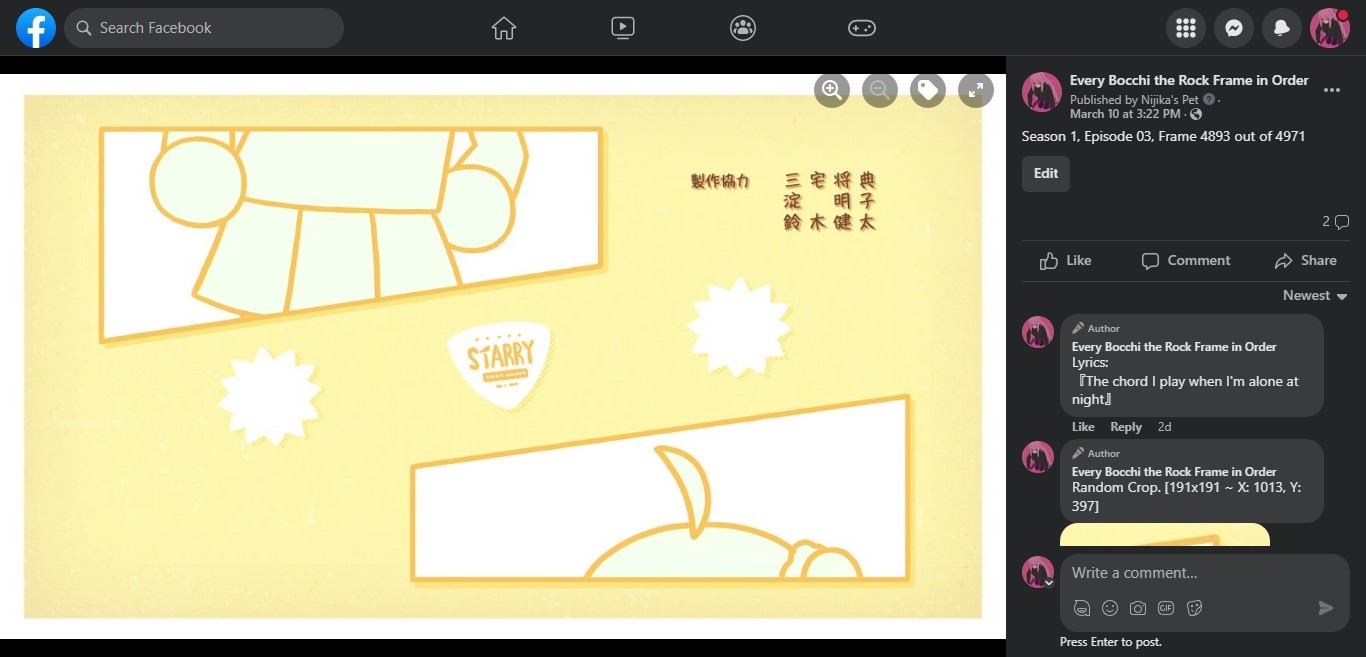 Search Facebook
製作協力 三宅将典
淀 明子
鈴木健太
STARRY
Every Bocchi the Rock Frame in Order
Published by Nijika's Pet ·
March 10 at 3:22 PM ·
Season 1, Episode 03, Frame 4893 out of 4971
Edit
2
Like Comment Share
Newest
Author
Every Bocchi the Rock Frame in Order
Lyrics:
『The chord I play when I'm alone at
night』
Like Reply 2d
Author
Every Bocchi the Rock Frame in Order
Random Crop. [191x191 ~ X: 1013, Y:
397]
Write a comment...
GIF
Press Enter to post.